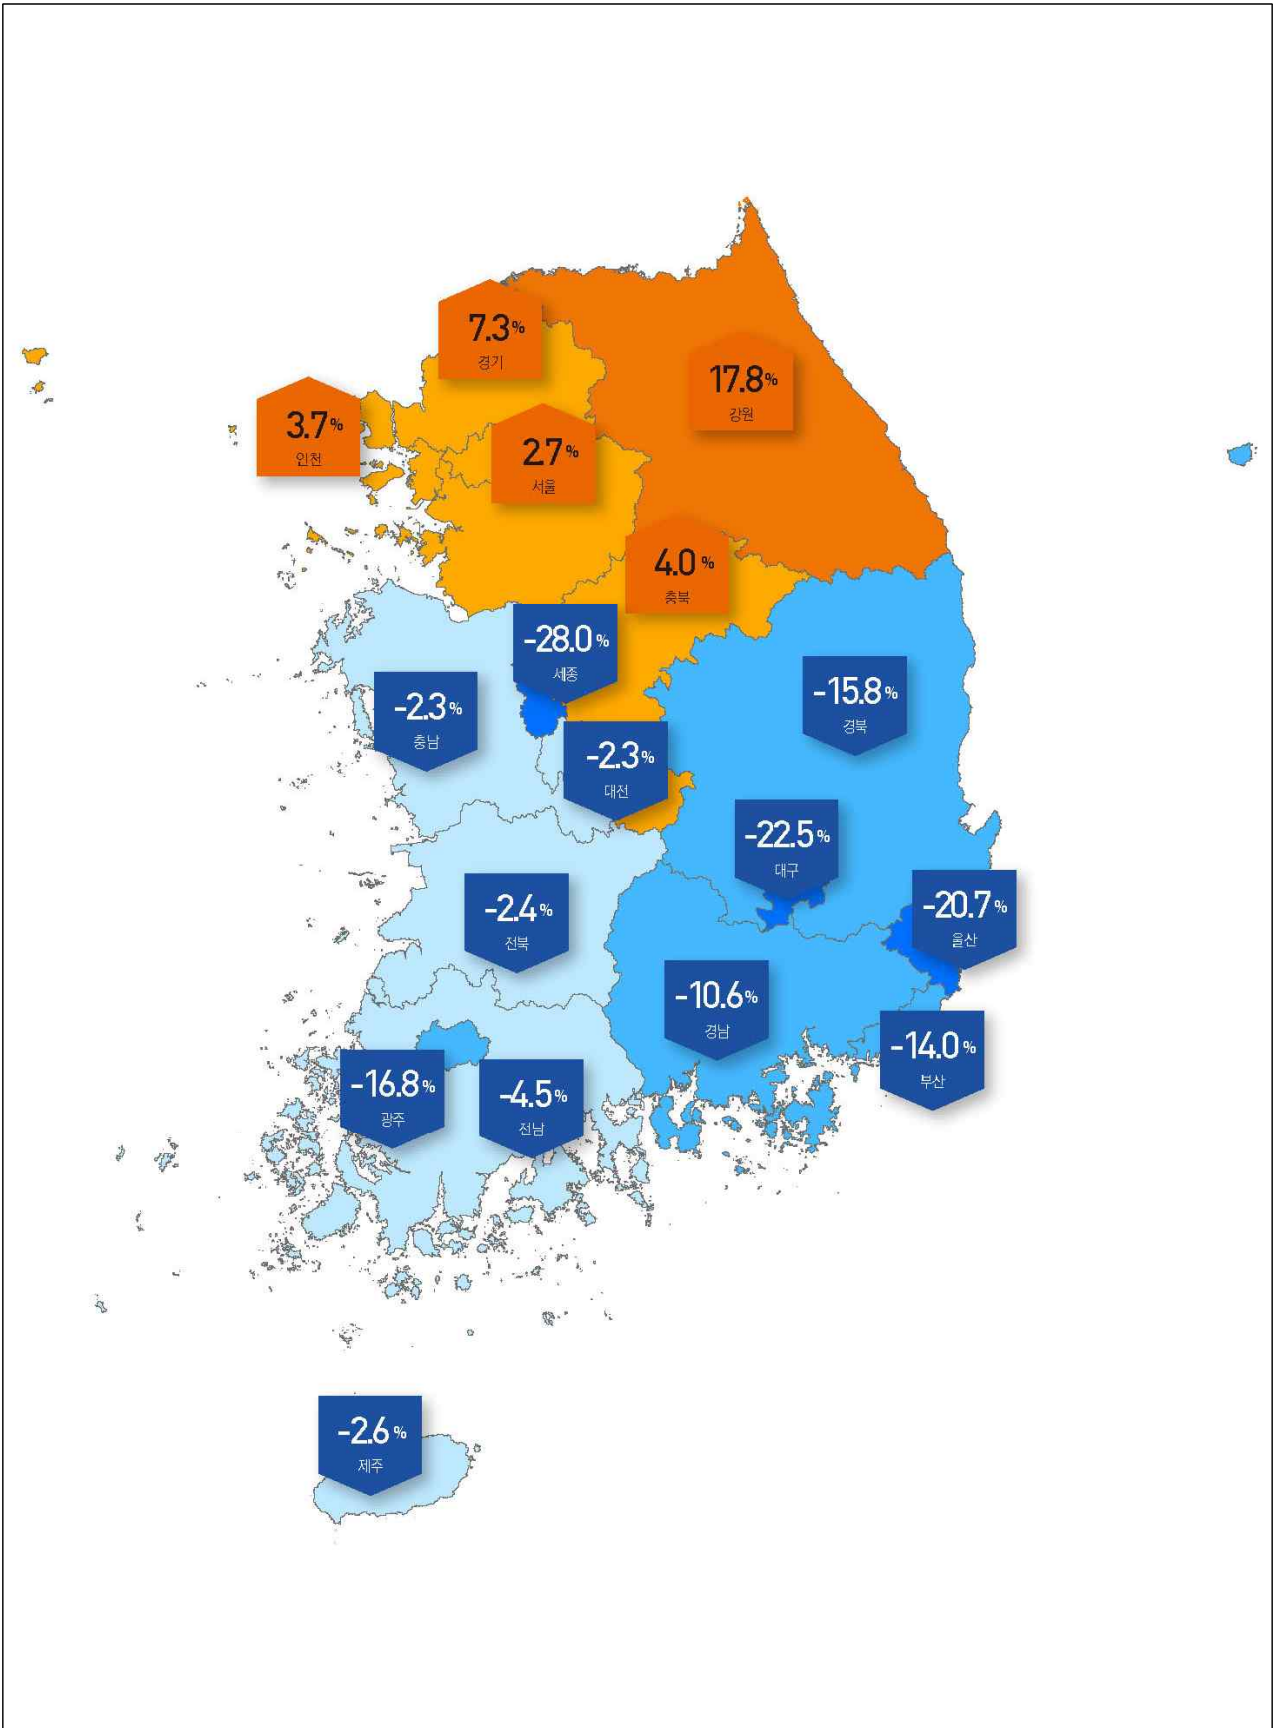 7.3%
경기
17.8%
강원
3.7%
인천
2.7%
서울
4.0%
충북
-28.0%
세종
-15.8%
경북
-2.3%
충남
-2.3%
대전
-22.5%
대구
-20.7%
울산
-2.4%
전북
-10.6%
경남
-14.0%
부산
-16.8%
광주
-4.5%
전남
-2.6%
제주